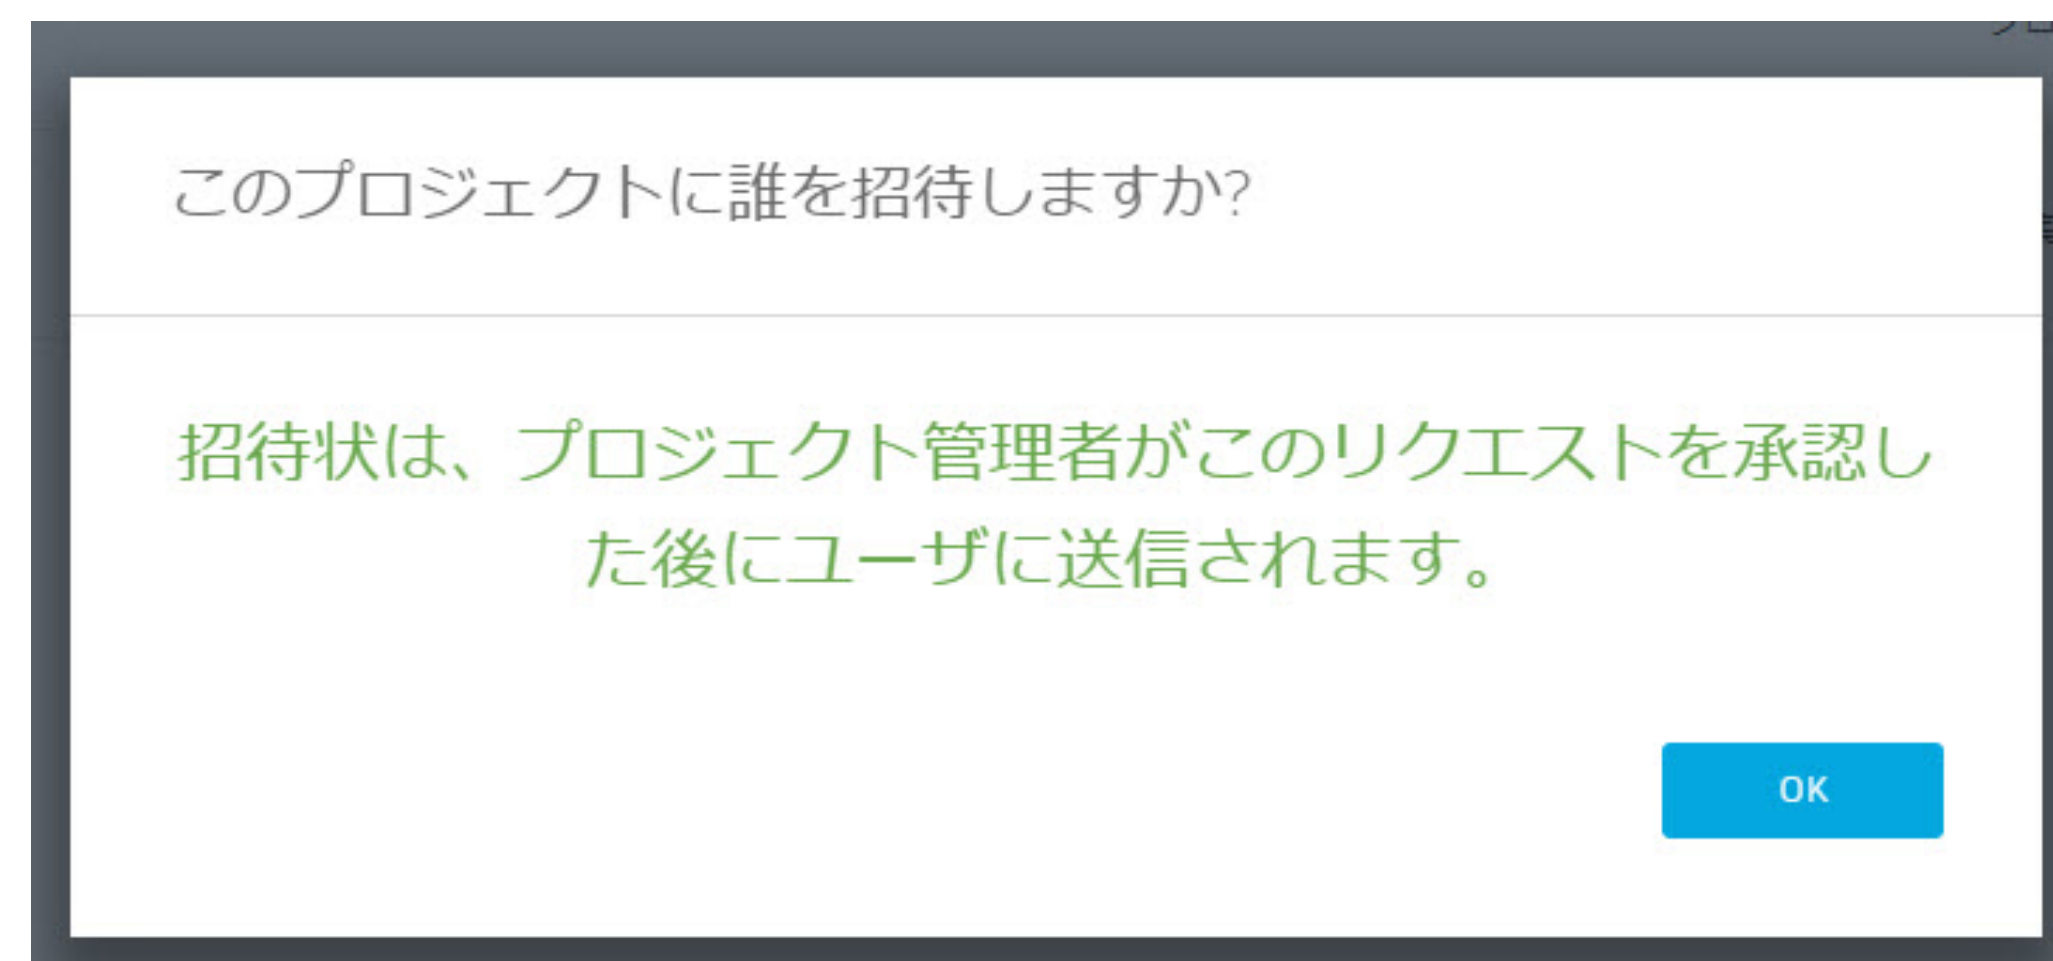 このプロジェクトに誰を招待しますか?
招待状は、プロジェクト管理者がこのリクエストを承認し
た後にユーザに送信されます。
OK